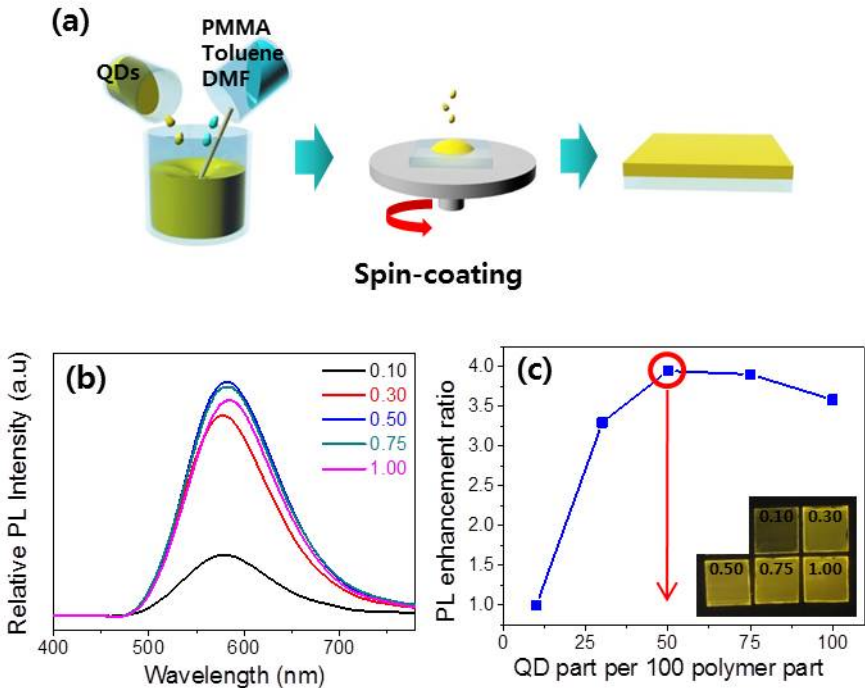 (a)
PMMA
Toluene
DMF
QDs
Spin-coating
(b)
Relative PL Intensity (a.u)
0.10
0.30
0.50
0.75
1.00
400
500
600
700
Wavelength (nm)
(c)
PL enhancement ratio
4.0
3.5
3.0
2.5
2.0
1.5
1.0
0.10 0.30
0.50 0.75 1.00
0
25
50
75
100
QD part per 100 polymer part